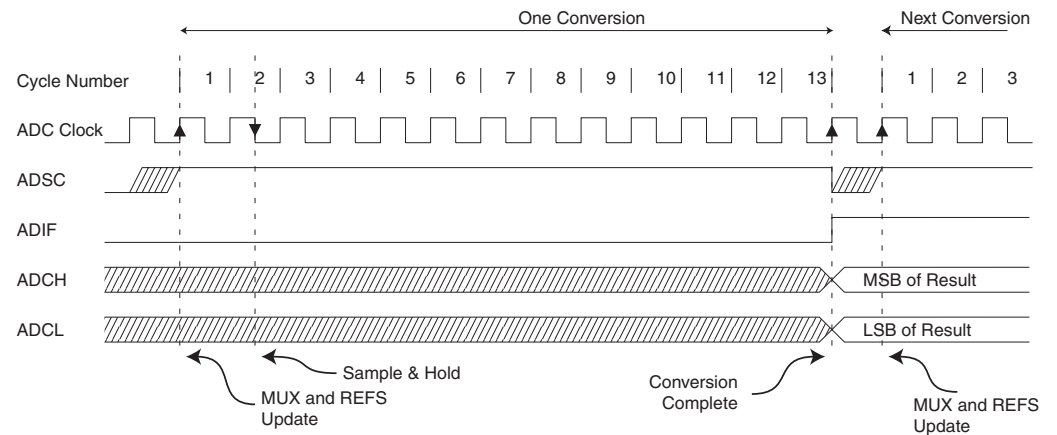 One Conversion
Next Conversion
Cycle Number 1 2 3 4 5 6 7 8 9 10 11 12 13 1 2 3
ADC Clock
ADSC
ADIF
ADCH MSB of Result
ADCL LSB of Result
Sample & Hold
MUX and REFS
Update
Conversion
Complete
MUX and REFS
Update